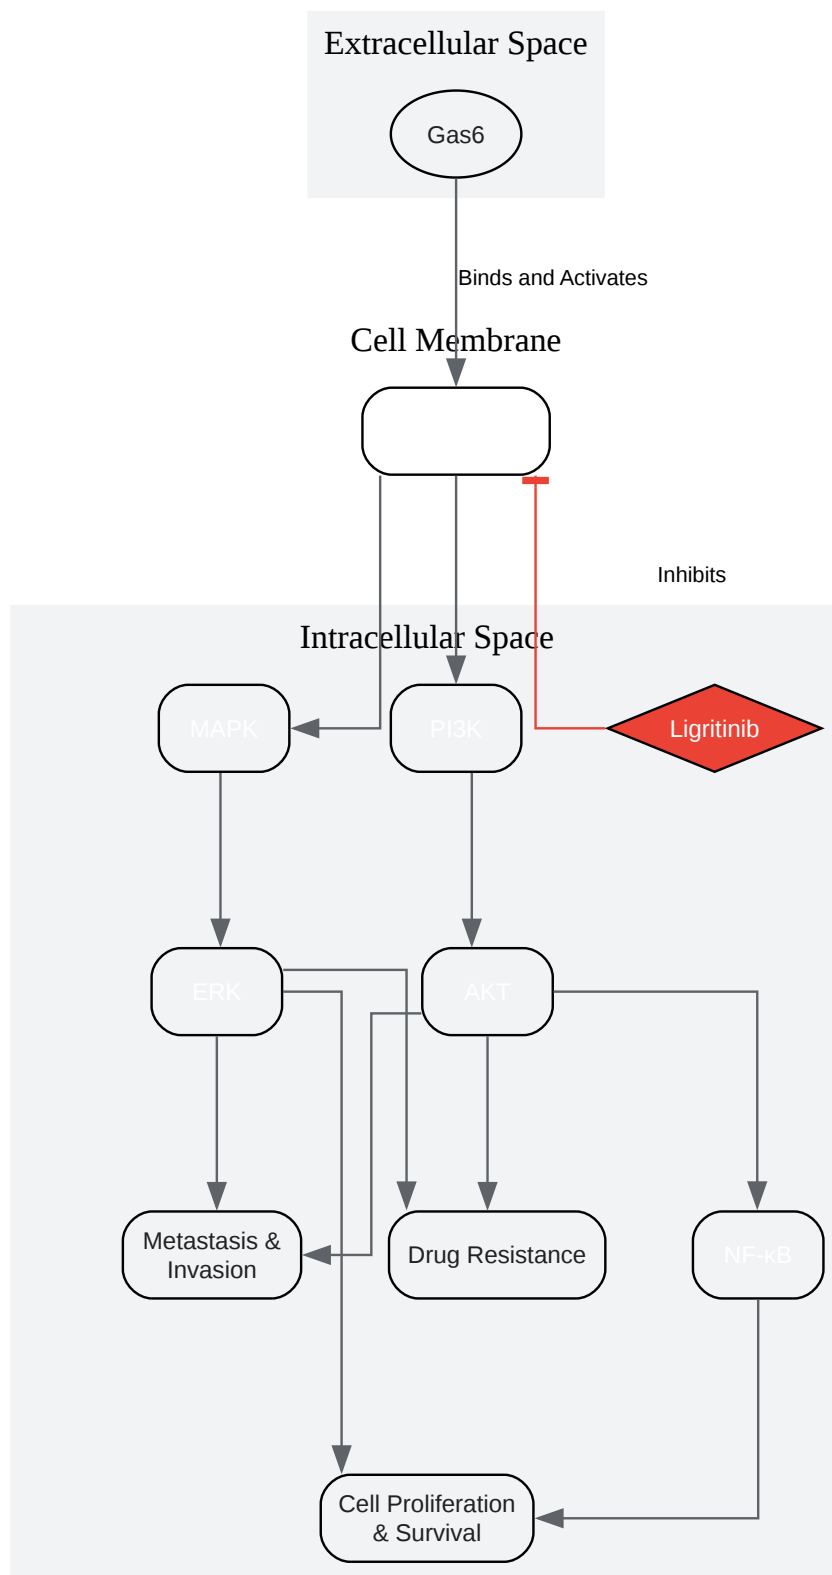 Extracellular Space
Gas6
Binds and Activates
Cell Membrane
Inhibits
Intracellular Space
MAPK
PI3K
Ligritinib
ERK
AKT
Metastasis &
Invasion
Drug Resistance
NF-κB
Cell Proliferation
& Survival